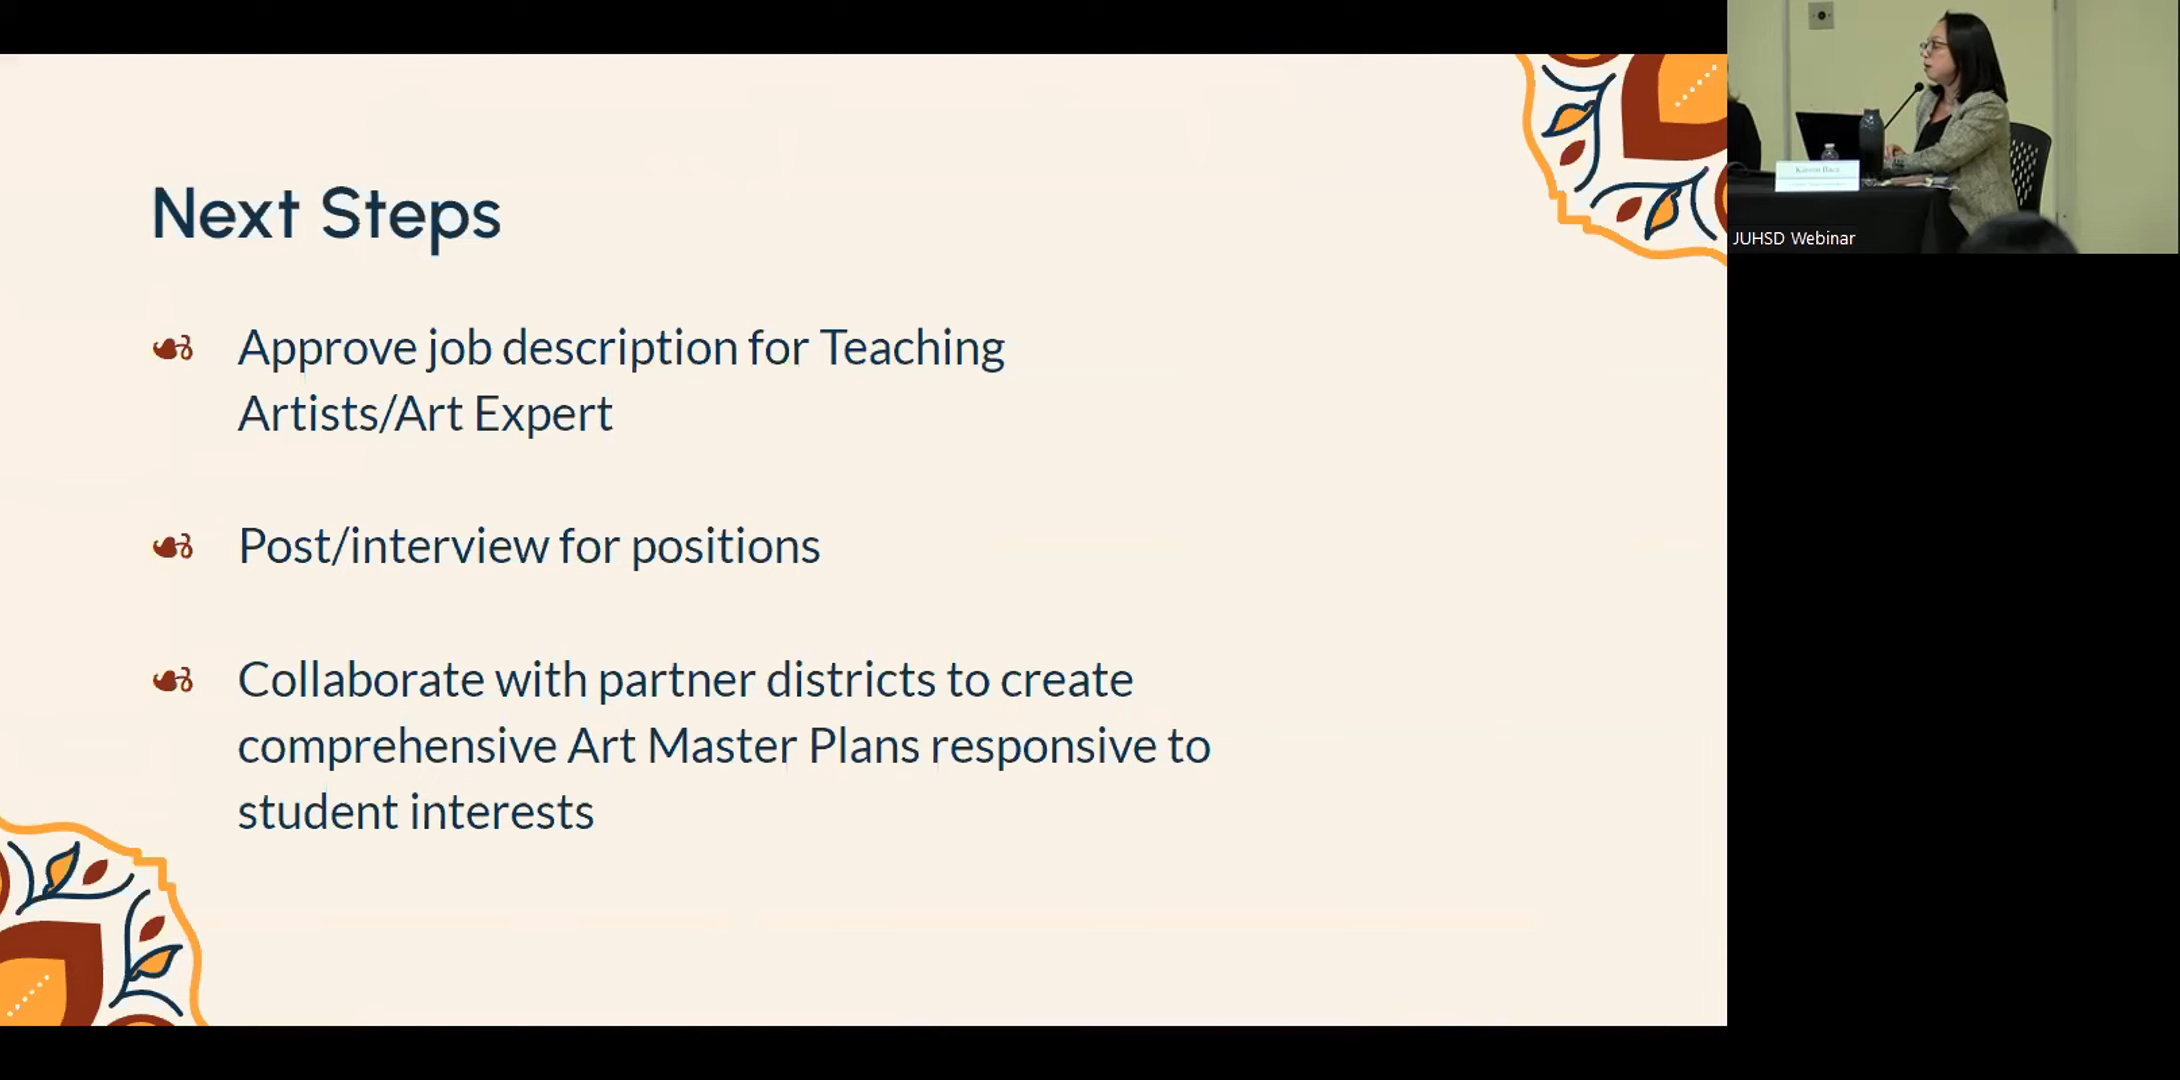 Next Steps
Approve job description for Teaching
Artists/Art Expert
Post/interview for positions
Collaborate with partner districts to create
comprehensive Art Master Plans responsive to
student interests
JUHSD Webinar